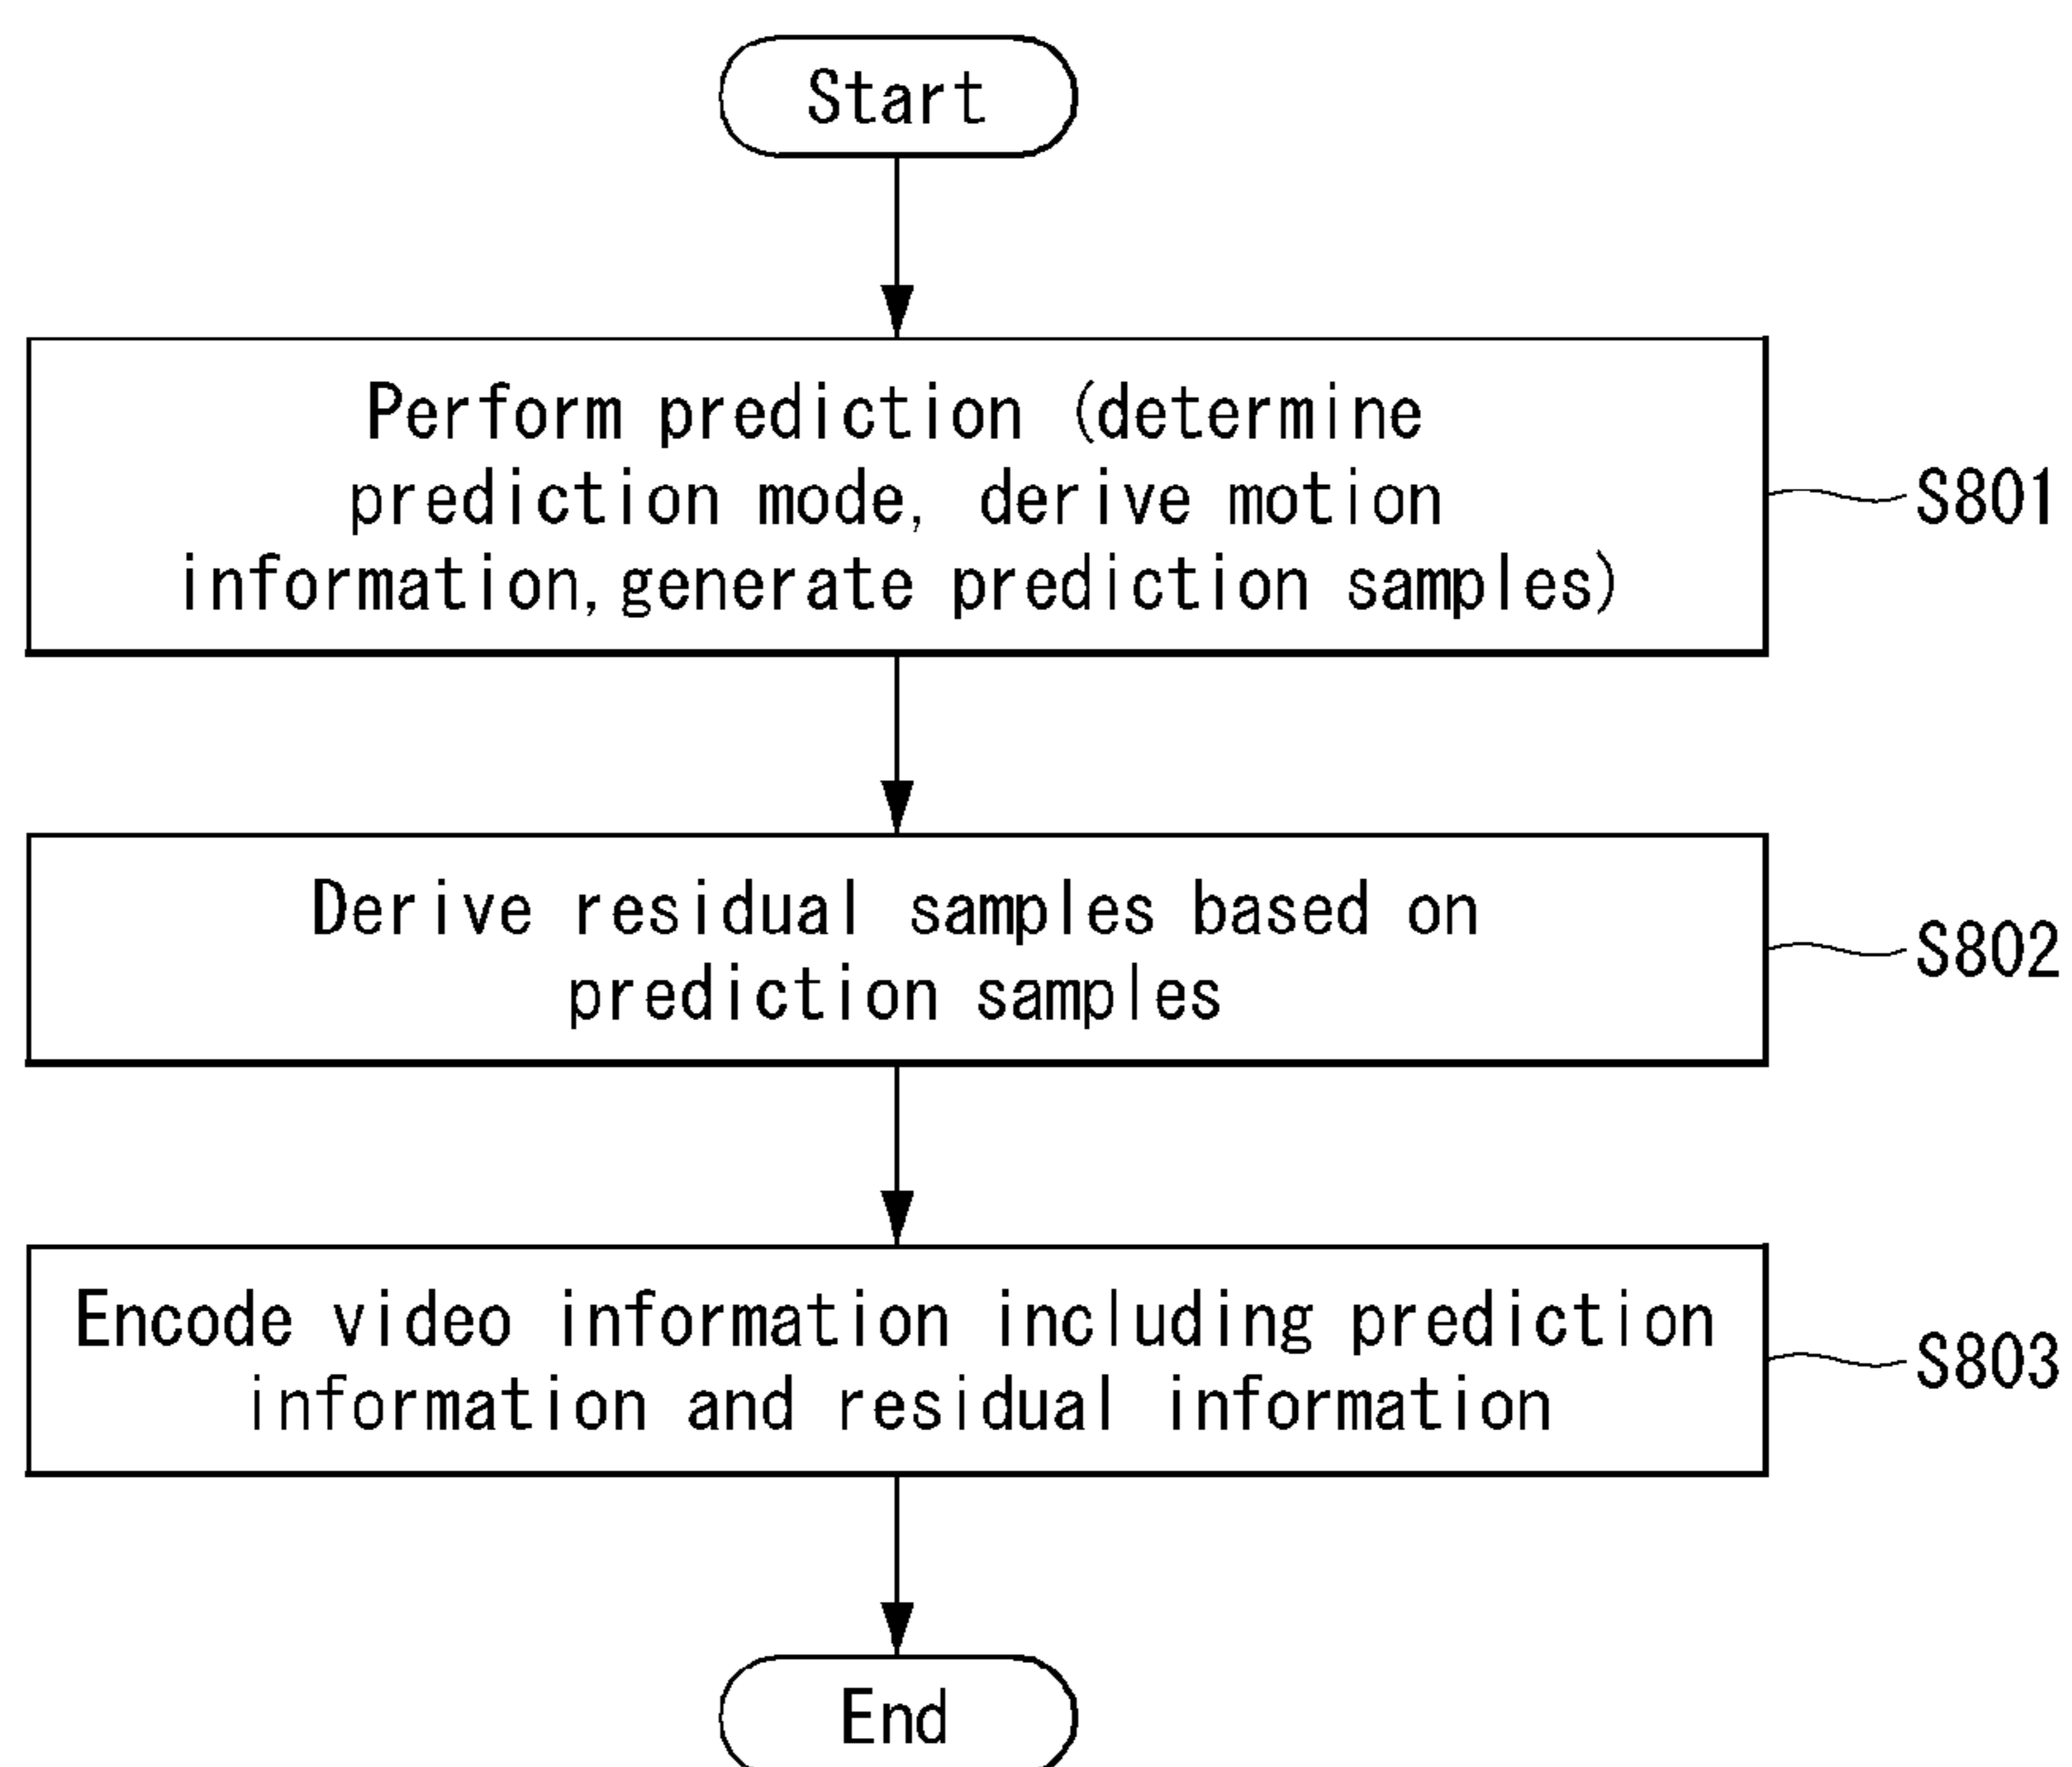 Start
Perform prediction (determine
prediction mode, derive motion
information, generate prediction samples)
S801
Derive residual samples based on
prediction samples
S802
Encode video information including prediction
information and residual information
S803
End